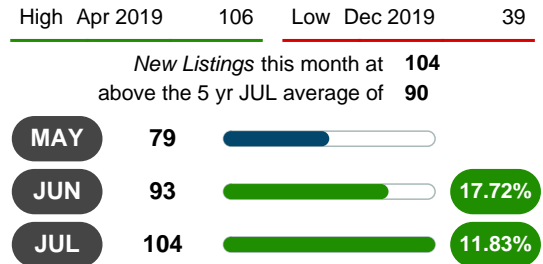 High Apr 2019 106 Low Dec 2019 39
New Listings this month at 104
above the 5 yr JUL average of 90
MAY 79
JUN 93 17.72%
JUL 104 11.83%